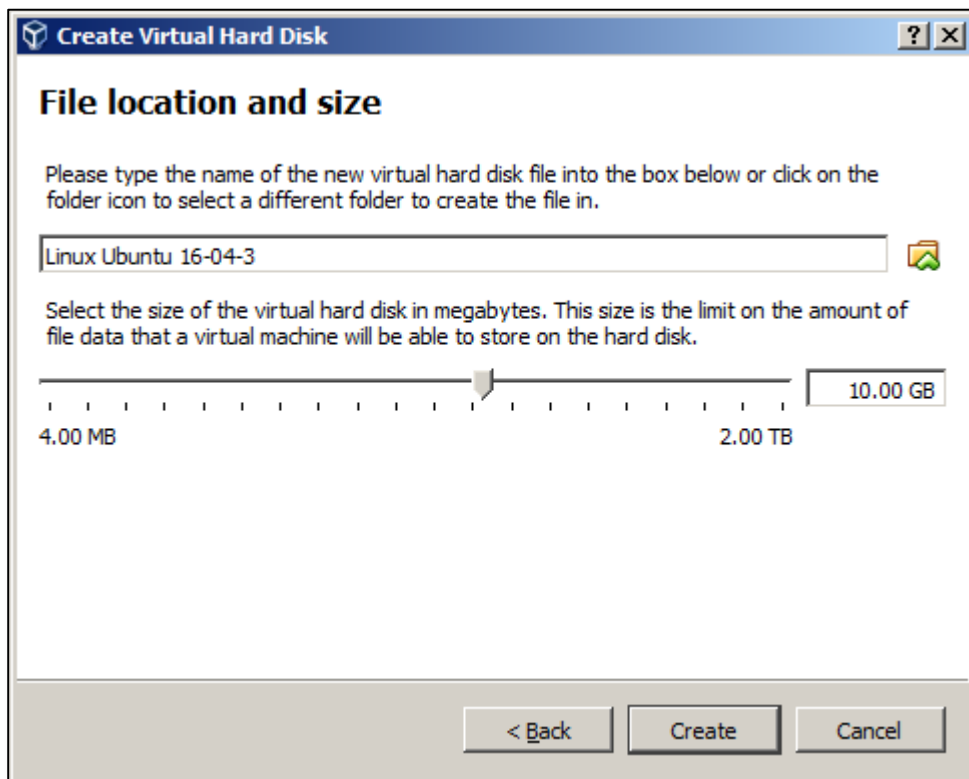 Create Virtual Hard Disk
File location and size
Please type the name of the new virtual hard disk file into the box below or click on the
folder icon to select a different folder to create the file in.
Linux Ubuntu 16-04-3
Select the size of the virtual hard disk in megabytes. This size is the limit on the amount of
file data that a virtual machine will be able to store on the hard disk.
10.00 GB
4.00 MB 2.00 TB
< Back Create Cancel